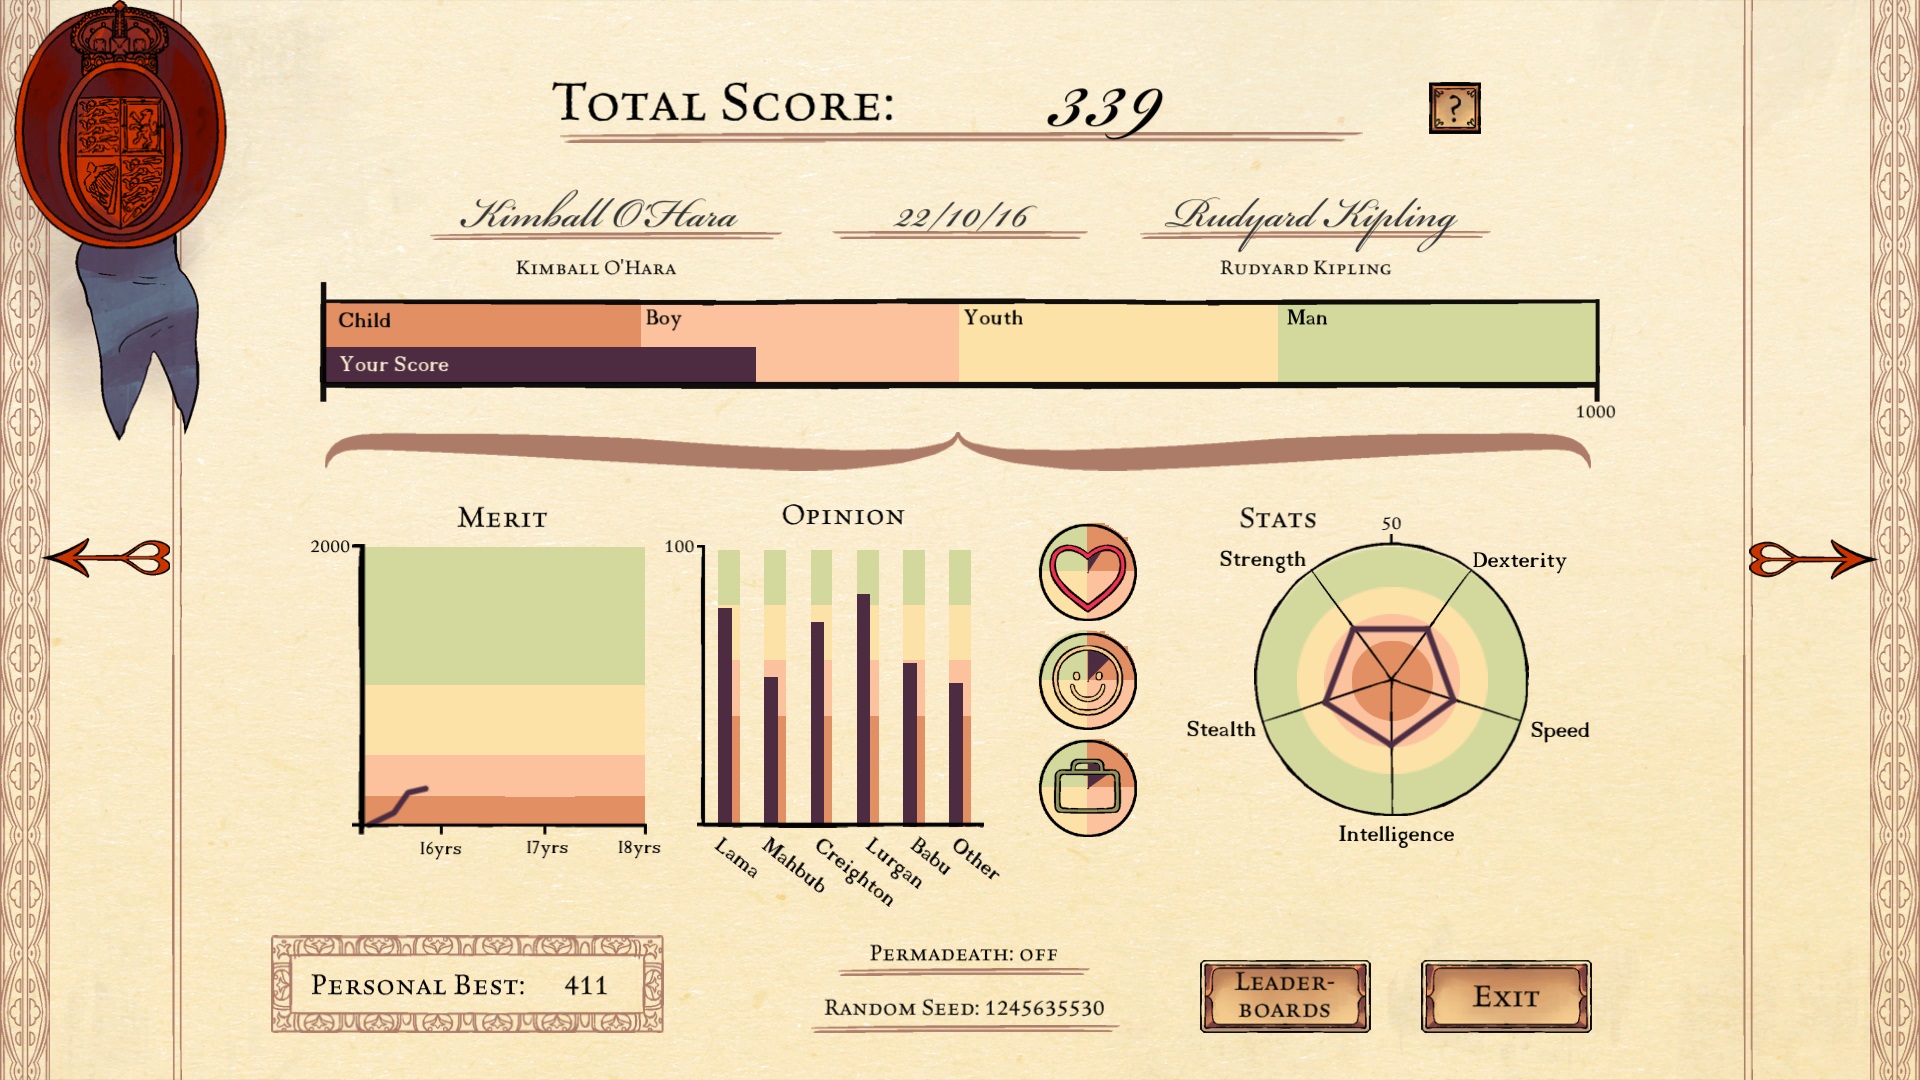 Total Score: 339
?
Kimball O'Hara 22/10/16 Rudyard Kipling
Kimball O'Hara Rudyard Kipling
Child Boy Youth Man
Your Score
1000
Merit Opinion Stats
2000 100 50
Strength Dexterity
Stealth Speed
Intelligence
16yrs 17yrs 18yrs
Lama Mahbub Creighton Lurgan Babu Other
Personal Best: 411
Permadeath: off
Random Seed: 1245635530
Leader-
boards
Exit